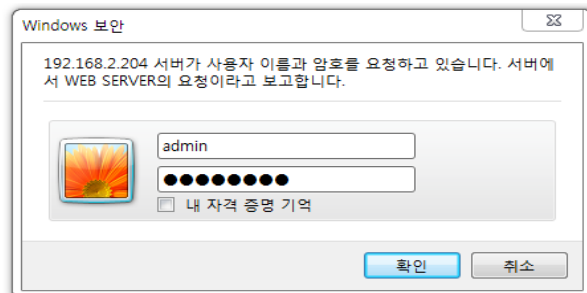 Windows 보안
192.168.2.204 서버가 사용자 이름과 암호를 요청하고 있습니다. 서버에
서 WEB SERVER의 요청이라고 보고합니다.
admin
●●●●●●●●
내 자격 증명 기억
확인
취소